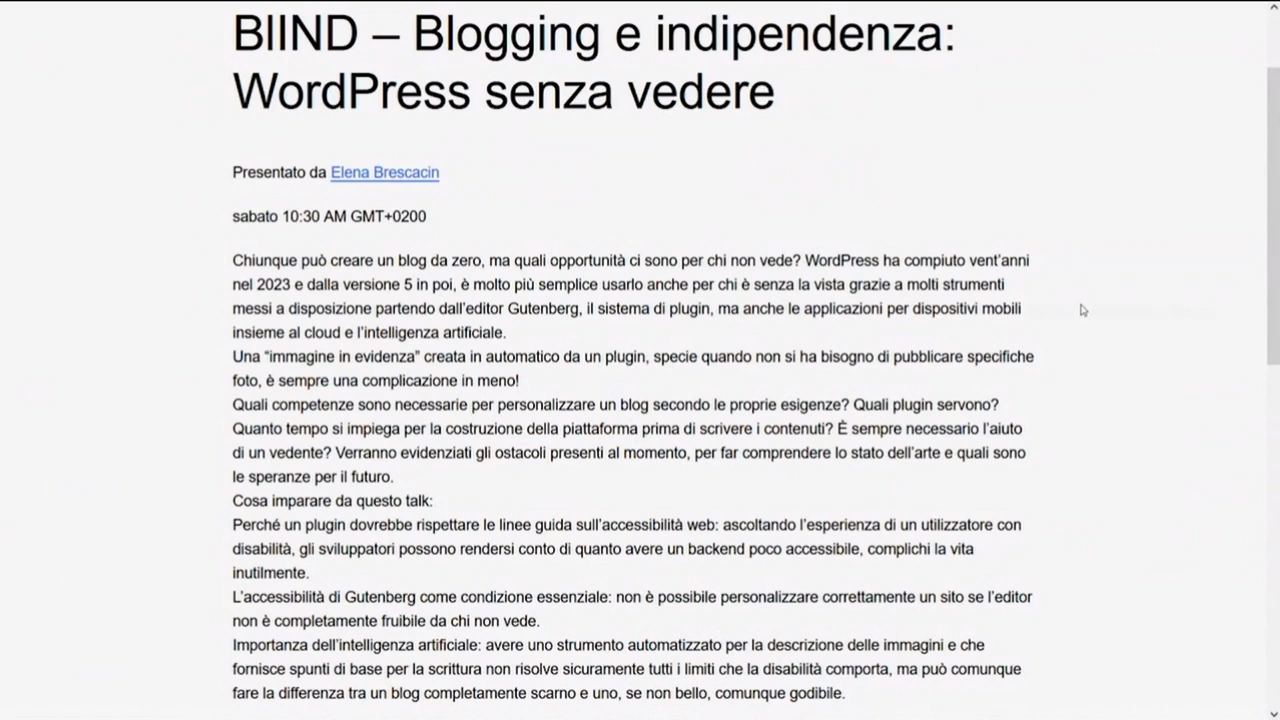 BIIND – Blogging e indipendenza:
WordPress senza vedere
Presentato da Elena Brescacin
sabato 10:30 AM GMT+0200
Chiunque può creare un blog da zero, ma quali opportunità ci sono per chi non vede? WordPress ha compiuto vent’anni
nel 2023 e dalla versione 5 in poi, è molto più semplice usarlo anche per chi è senza la vista grazie a molti strumenti
messi a disposizione partendo dall’editor Gutenberg, il sistema di plugin, ma anche le applicazioni per dispositivi mobili
insieme al cloud e l’intelligenza artificiale.
Una “immagine in evidenza” creata in automatico da un plugin, specie quando non si ha bisogno di pubblicare specifiche
foto, è sempre una complicazione in meno!
Quali competenze sono necessarie per personalizzare un blog secondo le proprie esigenze? Quali plugin servono?
Quanto tempo si impiega per la costruzione della piattaforma prima di scrivere i contenuti? È sempre necessario l’aiuto
di un vedente? Verranno evidenziati gli ostacoli presenti al momento, per far comprendere lo stato dell’arte e quali sono
le speranze per il futuro.
Cosa imparare da questo talk:
Perché un plugin dovrebbe rispettare le linee guida sull’accessibilità web: ascoltando l’esperienza di un utilizzatore con
disabilità, gli sviluppatori possono rendersi conto di quanto avere un backend poco accessibile, complichi la vita
inutilmente.
L’accessibilità di Gutenberg come condizione essenziale: non è possibile personalizzare correttamente un sito se l’editor
non è completamente fruibile da chi non vede.
Importanza dell’intelligenza artificiale: avere uno strumento automatizzato per la descrizione delle immagini e che
fornisce spunti di base per la scrittura non risolve sicuramente tutti i limiti che la disabilità comporta, ma può comunque
fare la differenza tra un blog completamente scarno e uno, se non bello, comunque godibile.